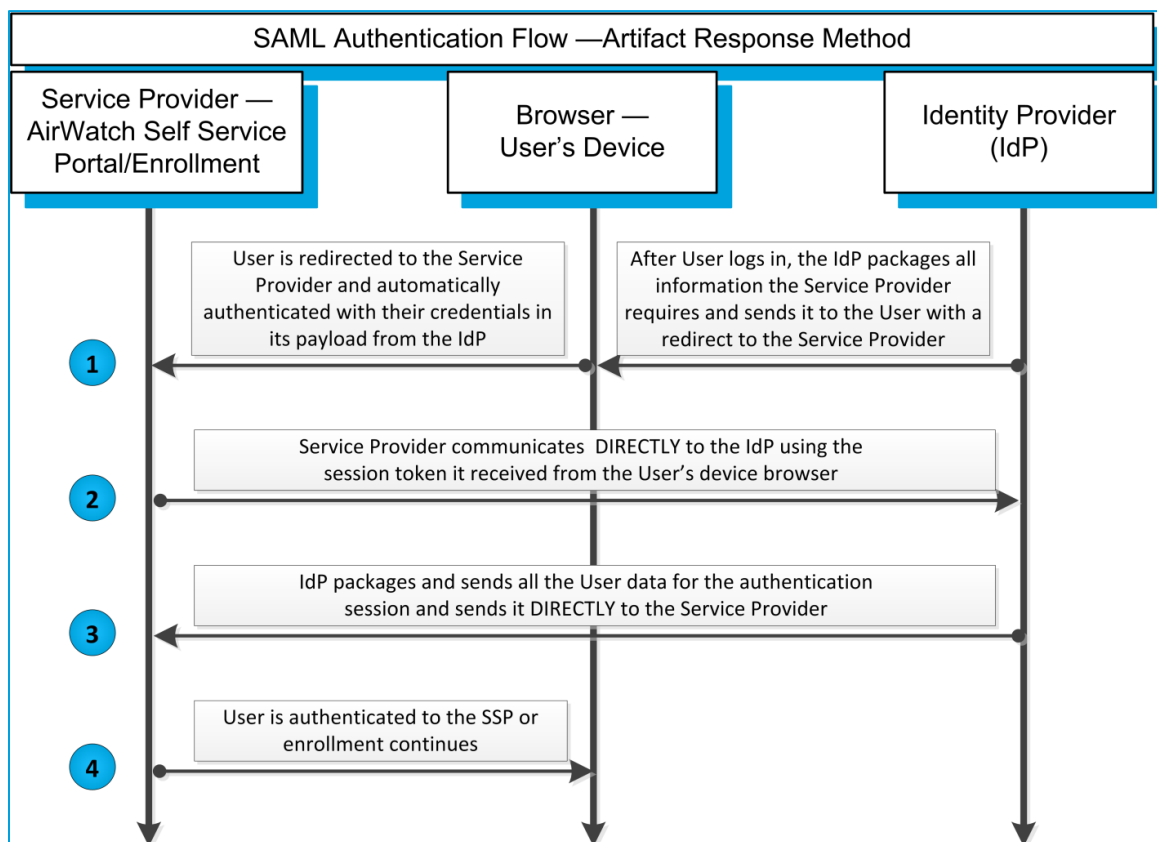 SAML Authentication Flow —Artifact Response Method
Service Provider —
AirWatch Self Service
Portal/Enrollment
Browser —
User's Device
Identity Provider
(IdP)
User is redirected to the Service
Provider and automatically
authenticated with their credentials in
its payload from the IdP
After User logs in, the IdP packages all
information the Service Provider
requires and sends it to the User with a
redirect to the Service Provider
1
Service Provider communicates  DIRECTLY to the IdP using the
session token it received from the User's device browser
2
IdP packages and sends all the User data for the authentication
session and sends it DIRECTLY to the Service Provider
3
User is authenticated to the SSP or
enrollment continues
4